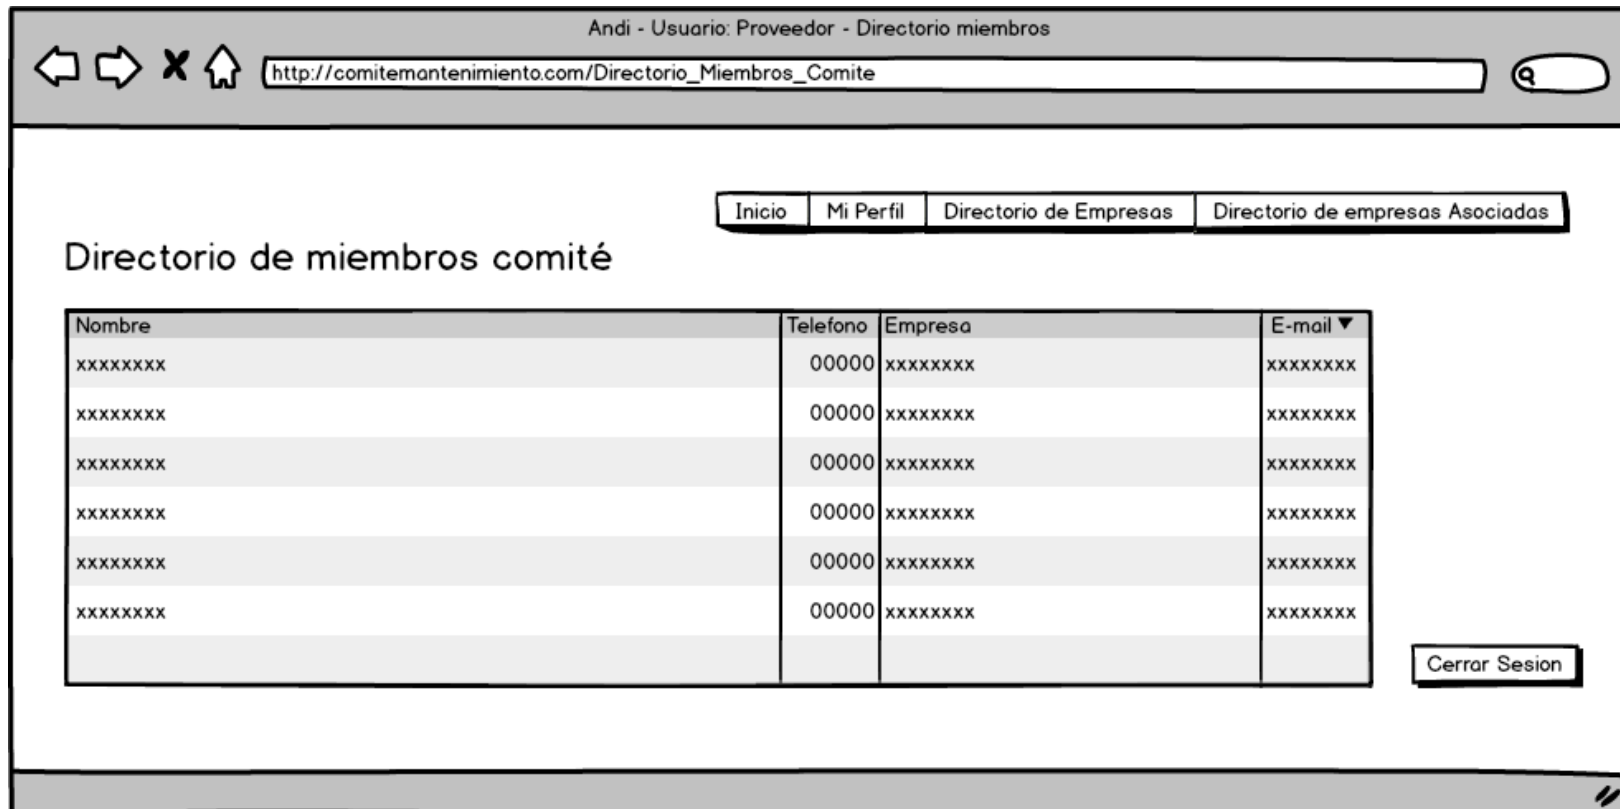 Andi - Usuario: Proveedor - Directorio miembros
http://comitemantenimiento.com/Directorio_Miembros_Comite
Inicio Mi Perfil Directorio de Empresas Directorio de empresas Asociadas
Directorio de miembros comité
Nombre Telefono Empresa E-mail ▼
xxxxxxxx 00000 xxxxxxxx xxxxxxxx
xxxxxxxx 00000 xxxxxxxx xxxxxxxx
xxxxxxxx 00000 xxxxxxxx xxxxxxxx
xxxxxxxx 00000 xxxxxxxx xxxxxxxx
xxxxxxxx 00000 xxxxxxxx xxxxxxxx
xxxxxxxx 00000 xxxxxxxx xxxxxxxx
Cerrar Sesion